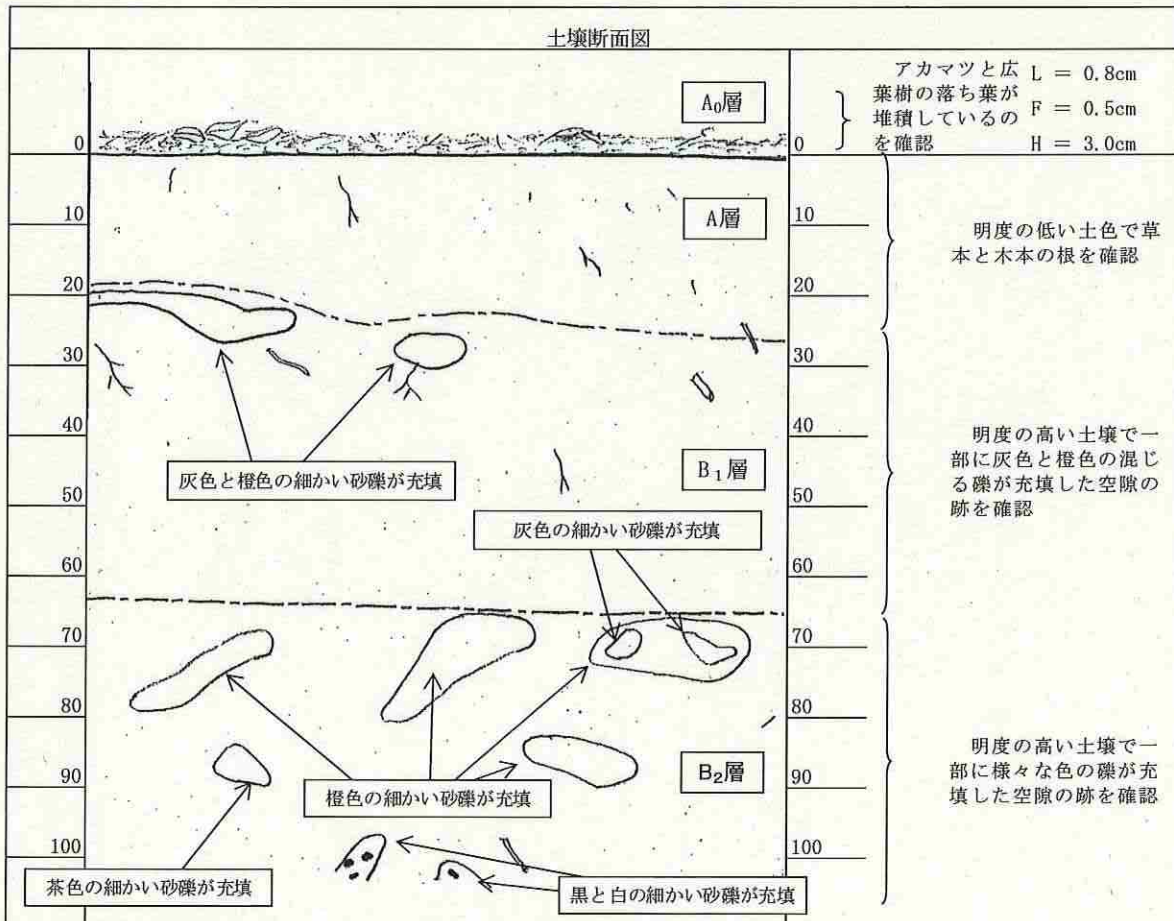 土壌断面図
A₀層
アカマツと広
葉樹の落ち葉が
堆積しているの
を確認
L = 0.8cm
F = 0.5cm
H = 3.0cm
0
0
A層
10
10
明度の低い土色で草
本と木本の根を確認
20
20
30
30
40
40
灰色と橙色の細かい砂礫が充填
B₁層
明度の高い土壌で一
部に灰色と橙色の混じ
る礫が充填した空隙の
跡を確認
50
50
灰色の細かい砂礫が充填
60
60
70
70
80
80
B₂層
明度の高い土壌で一
部に様々な色の礫が充
填した空隙の跡を確認
90
90
橙色の細かい砂礫が充填
100
100
茶色の細かい砂礫が充填
黒と白の細かい砂礫が充填